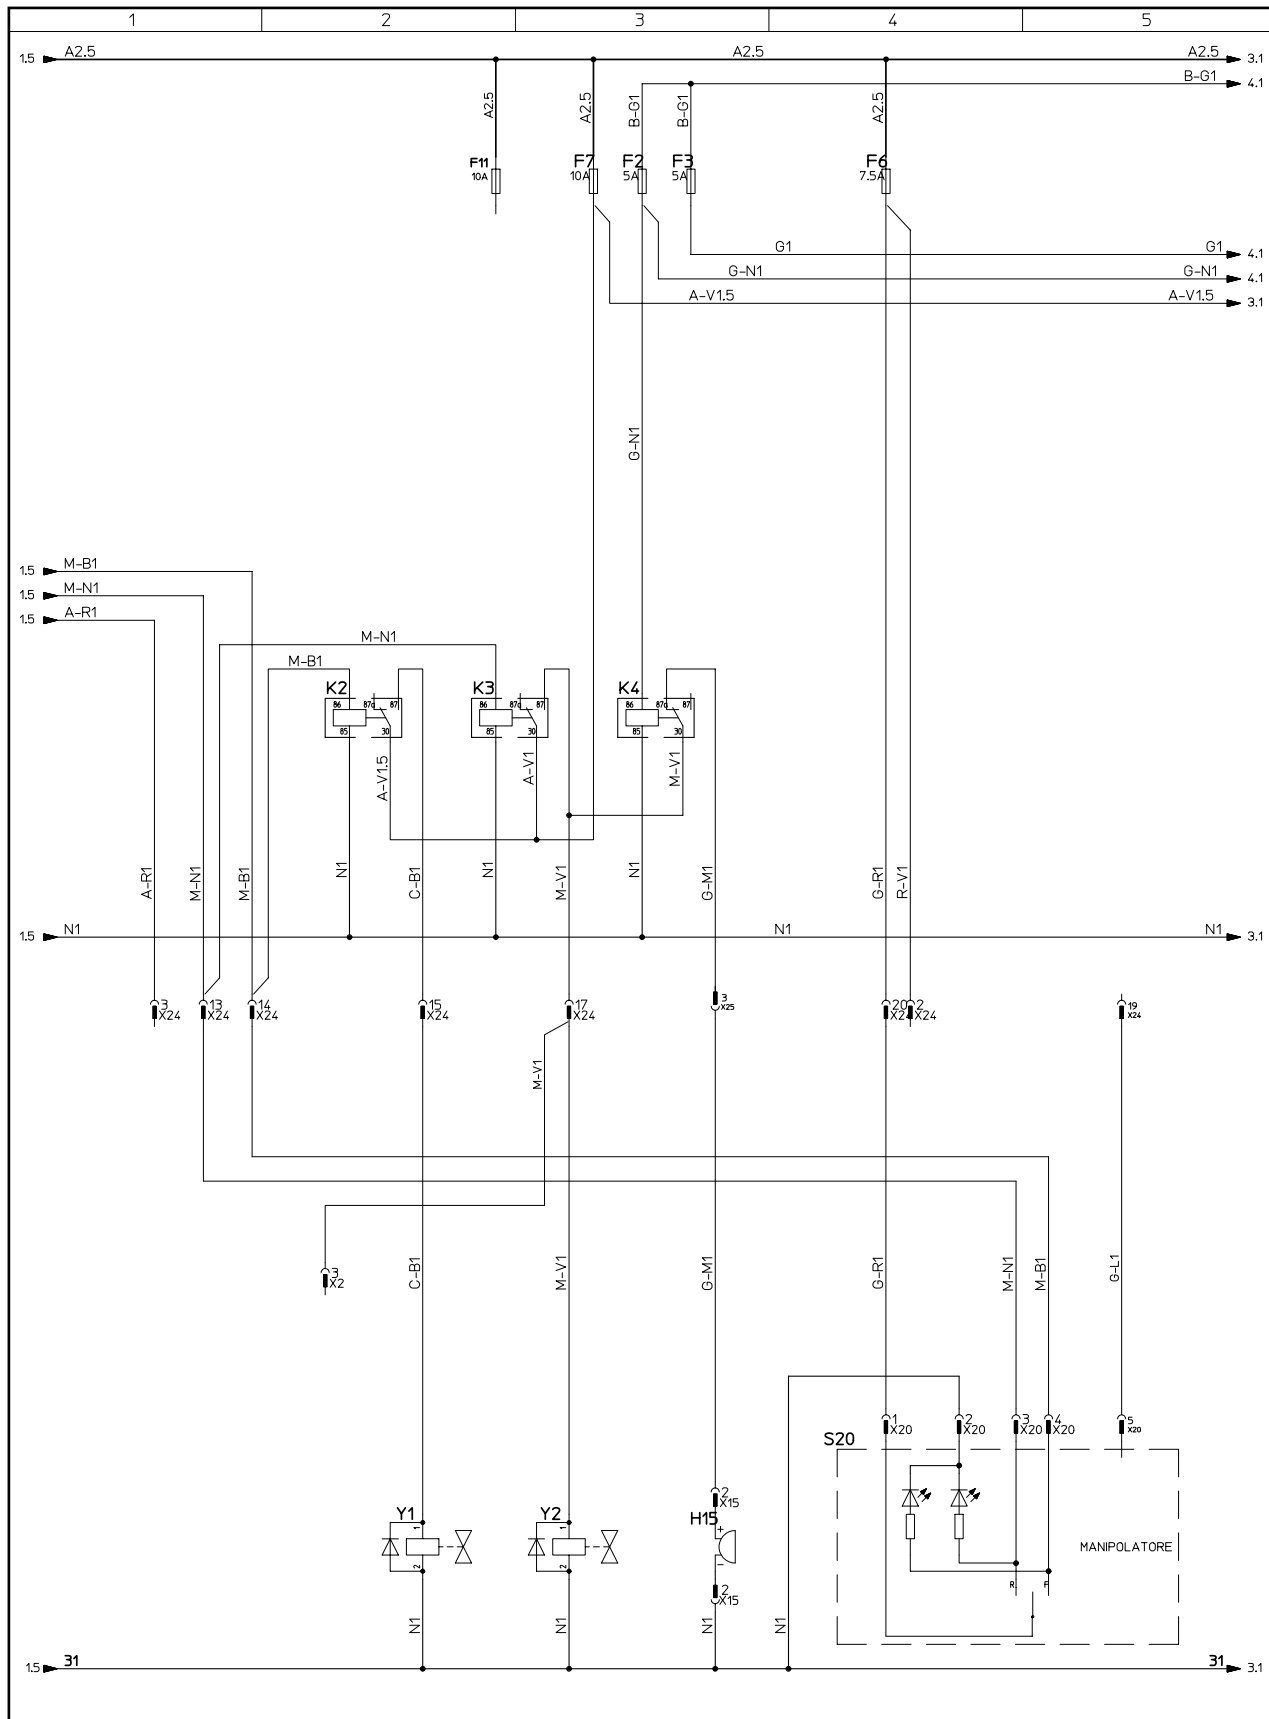 1 2 3 4 5
1.5 A2.5 A2.5 A2.5 3.1
B-G1 4.1
A2.5 A2.5 B-G1 B-G1 A2.5
F11 F7 F2 F3 F6
10A 10A 5A 5A 7.5A
G1 G1 4.1
G-N1 G-N1 4.1
A-V1.5 A-V1.5 3.1
G-N1
1.5 M-B1
1.5 M-N1
1.5 A-R1
M-N1
M-B1
K2 K3 K4
86 87a 87 86 87a 87 86 87a 87
85 30 85 30 85 30
A-V1.5 A-V1 M-V1
A-R1 M-N1 M-B1 N1 C-B1 N1 M-V1 N1 G-M1 G-R1 R-V1
1.5 N1 N1 N1 3.1
3 13 14 15 17 3 20 2 19
X24 X24 X24 X24 X24 X25 X24 X24 X24
M-V1
3
X2
C-B1 M-V1 G-M1 G-R1 M-N1 M-B1 G-L1
1 2 3 4 5
X20 X20 X20 X20 X20
S20
2
X15
Y1 Y2 H15
1 1 +
MANIPOLATORE
2 2 -
R. F
2
X15
N1 N1 N1 N1
1.5 31 31 3.1